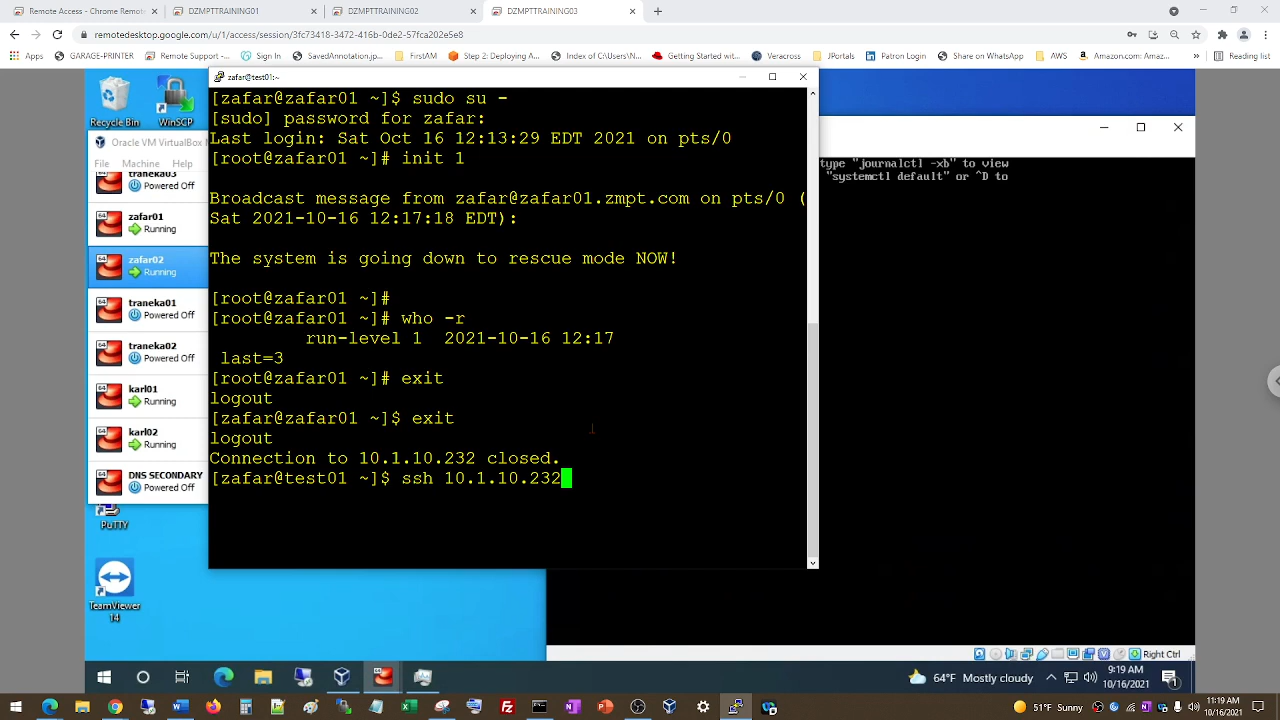 Remote Access - Chrome Remote
DZMPTTRAINING01
DZMPTTRAINING02
DZMPTTRAINING03
remotedesktop.google.com/u/1/access/session/3fc73418-3472-416b-0de2-57fca202e5e8
Apps
GARAGE-PRINTER
Remote Support -...
SavedAnnotation(J...
FirstAM
Step 2: Deploying A...
Index of C:\USERS\N...
Getting Started wit...
Veracross
JPortals
Patton Login
Share on WhatsApp
AWS
Amazon.com: Amaz...
Reading list
zafar@test01:~
Recycle Bin
WinSCP
Oracle VM VirtualBox
File Machine Help
Powered Off
zafar01
Running
zafar02
Running
traneka01
Powered Off
traneka02
Powered Off
karl01
Running
karl02
Running
DNS SECONDARY
Powered Off
PuTTY
TeamViewer
14
[zafar@zafar01 ~]$ sudo su -
[sudo] password for zafar:
Last login: Sat Oct 16 12:13:29 EDT 2021 on pts/0
[root@zafar01 ~]# init 1
Broadcast message from zafar@zafar01.zmpt.com on pts/0 (
Sat 2021-10-16 12:17:18 EDT):
The system is going down to rescue mode NOW!
[root@zafar01 ~]#
[root@zafar01 ~]# who -r
run-level 1 2021-10-16 12:17
last=3
[root@zafar01 ~]# exit
logout
[zafar@zafar01 ~]$ exit
logout
Connection to 10.1.10.232 closed.
[zafar@test01 ~]$ ssh 10.1.10.232
type "journalctl -xb" to view
"systemctl default" or ^D to
Right Ctrl
64°F Mostly cloudy
9:19 AM
10/16/2021
51°F Sunny
11:19 AM
10/16/2021